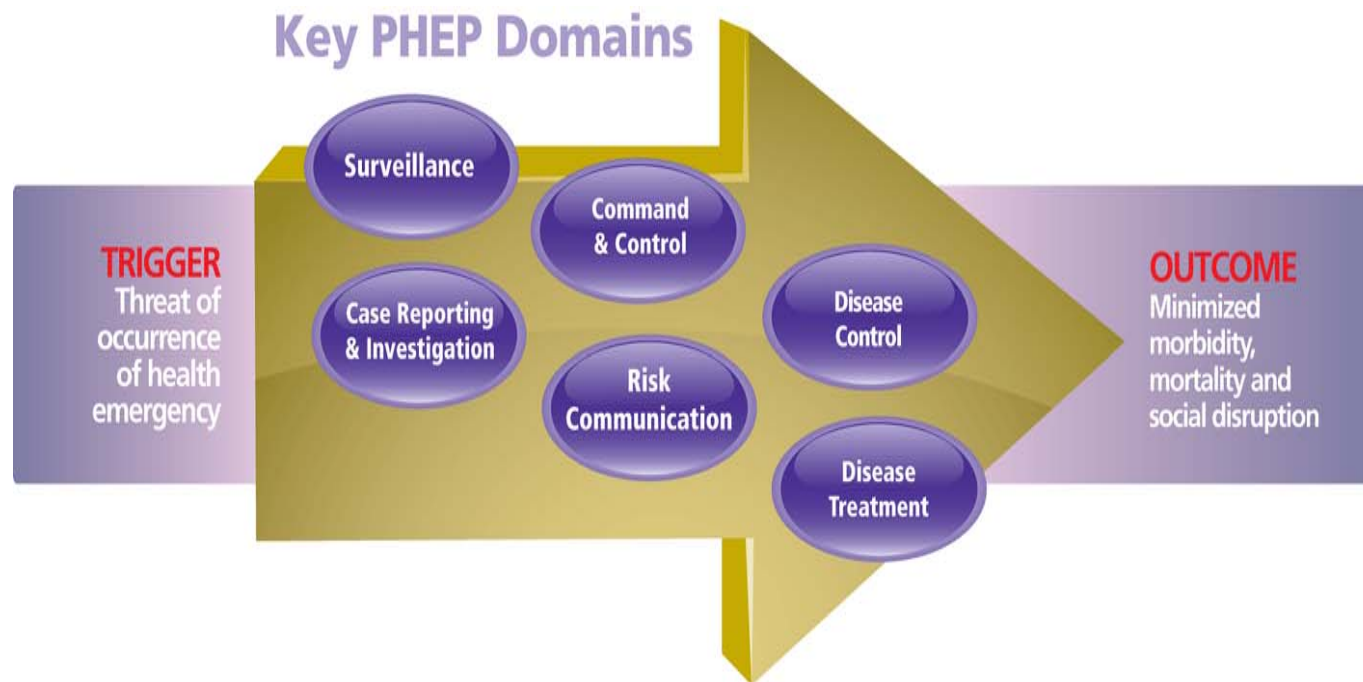 Key PHEP Domains
TRIGGER
Threat of
occurrence
of health
emergency
Surveillance
Case Reporting
& Investigation
Command
& Control
Risk
Communication
Disease
Control
Disease
Treatment
OUTCOME
Minimized
morbidity,
mortality and
social disruption